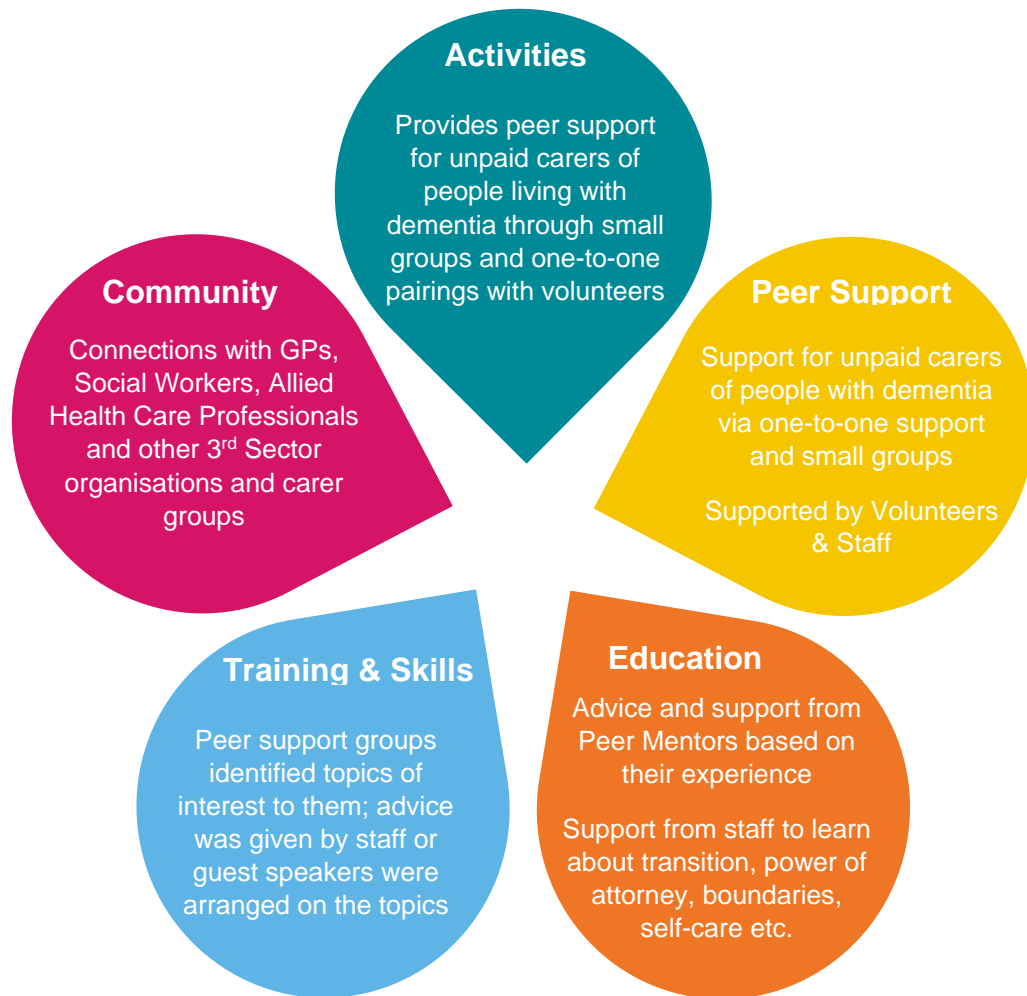 Activities
Provides peer support
for unpaid carers of
people living with
dementia through small
groups and one-to-one
pairings with volunteers
Peer Support
Support for unpaid carers
of people with dementia
via one-to-one support
and small groups
Supported by Volunteers
& Staff
Education
Advice and support from
Peer Mentors based on
their experience
Support from staff to learn
about transition, power of
attorney, boundaries,
self-care etc.
Training & Skills
Peer support groups
identified topics of
interest to them; advice
was given by staff or
guest speakers were
arranged on the topics
Community
Connections with GPs,
Social Workers, Allied
Health Care Professionals
and other 3rd Sector
organisations and carer
groups